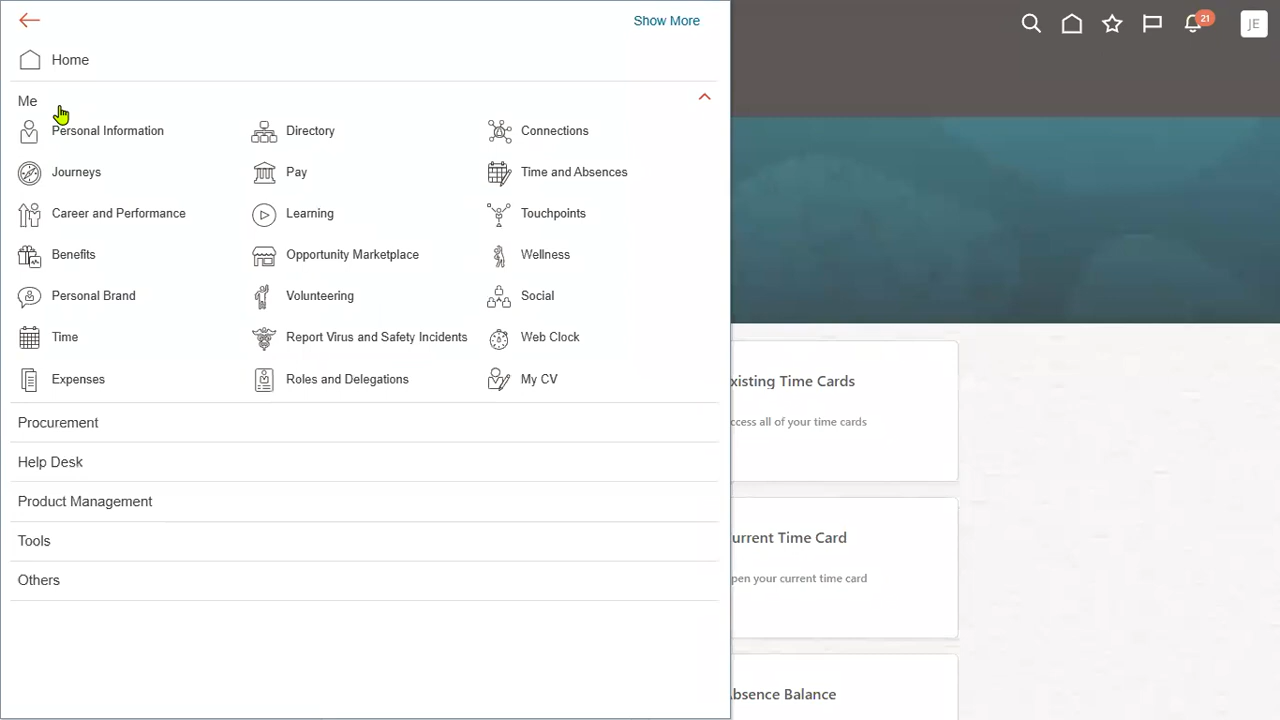 Show More
21
JE
Home
Me
Personal Information
Directory
Connections
Journeys
Pay
Time and Absences
Career and Performance
Learning
Touchpoints
Benefits
Opportunity Marketplace
Wellness
Personal Brand
Volunteering
Social
Time
Report Virus and Safety Incidents
Web Clock
Expenses
Roles and Delegations
My CV
Procurement
Help Desk
Product Management
Tools
Others
xisting Time Cards
ccess all of your time cards
urrent Time Card
pen your current time card
bsence Balance